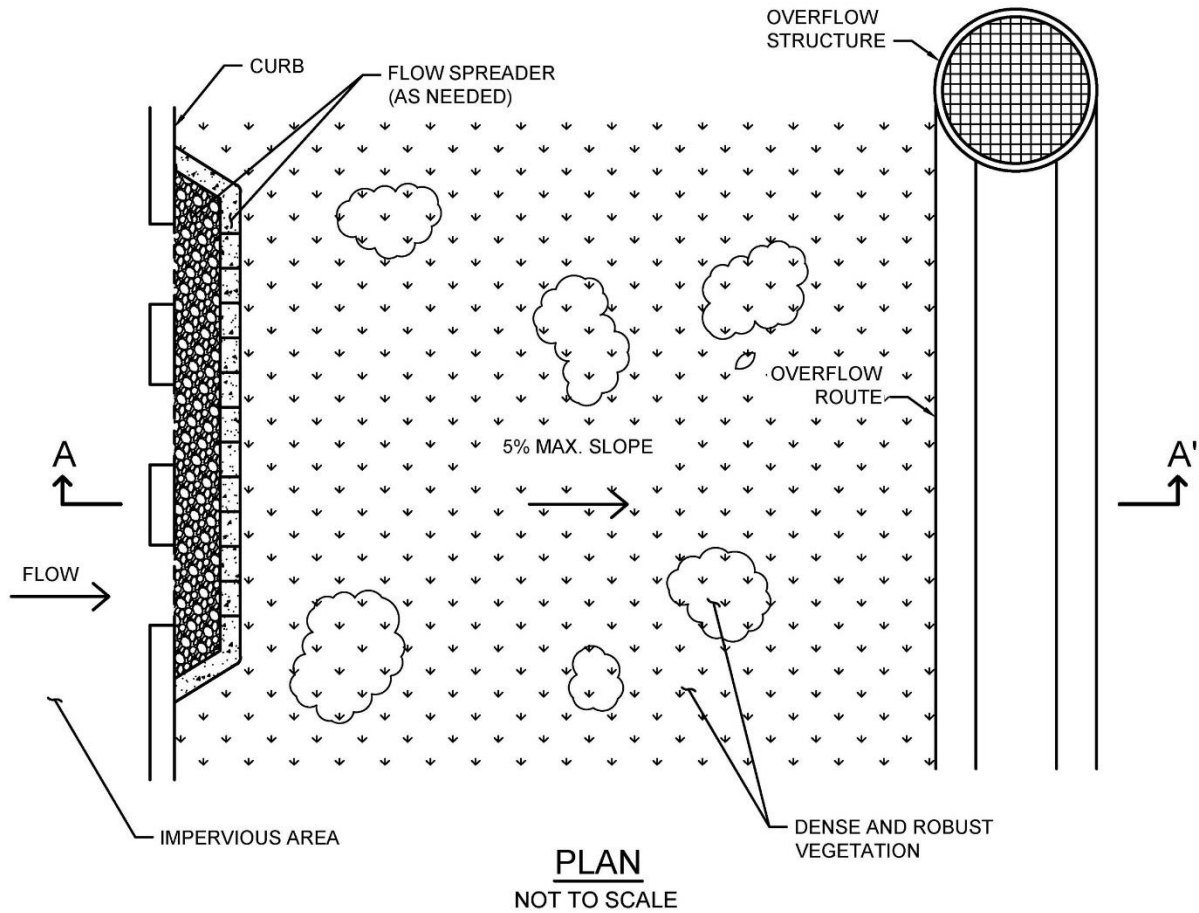 OVERFLOW
STRUCTURE
CURB
FLOW SPREADER
(AS NEEDED)
OVERFLOW
ROUTE
5% MAX. SLOPE
A
A'
FLOW
IMPERVIOUS AREA
DENSE AND ROBUST
VEGETATION
PLAN
NOT TO SCALE